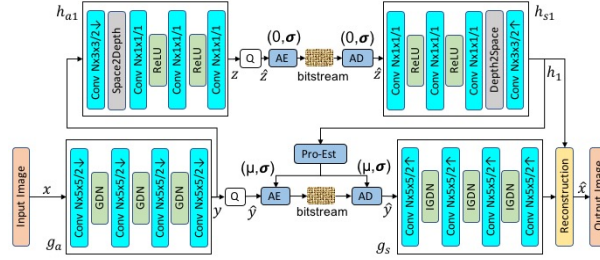 h_a1
Conv Nx3x3/2↓
Space2Depth
Conv Nx1x1/1
ReLU
Conv Nx1x1/1
ReLU
Conv Nx1x1/1
z
Q
ẑ
(0,σ)
AE
bitstream
(0,σ)
AD
ẑ
h_s1
Conv Nx1x1/1
ReLU
Conv Nx1x1/1
ReLU
Conv Nx1x1/1
Depth2Space
Conv Nx3x3/2↑
h_1
Pro-Est
Input Image
x
g_a
Conv Nx5x5/2↓
GDN
Conv Nx5x5/2↓
GDN
Conv Nx5x5/2↓
GDN
Conv Nx5x5/2↓
y
Q
ŷ
(μ,σ)
AE
bitstream
(μ,σ)
AD
ŷ
Conv Nx5x5/2↑
IGDN
Conv Nx5x5/2↑
IGDN
Conv Nx5x5/2↑
IGDN
Conv Nx5x5/2↑
g_s
Reconstruction
x̂
Output Image